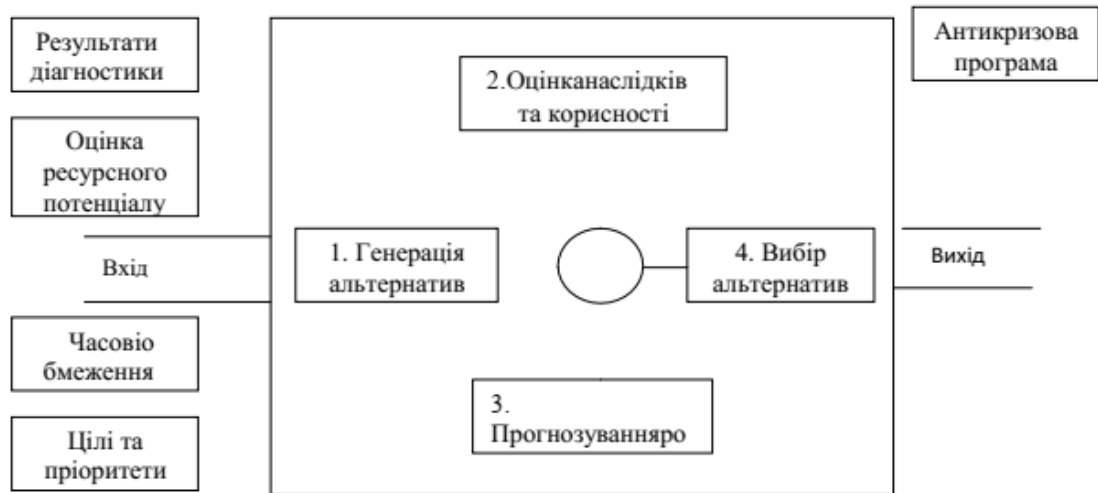 Результати
діагностики
Оцінка
ресурсного
потенціалу
Вхід
Часовіо
бмеження
Цілі та
пріоритети
2.Оцінканаслідків
та корисності
1. Генерація
альтернатив
4. Вибір
альтернатив
3.
Прогнозуванняро
Антикризова
програма
Вихід